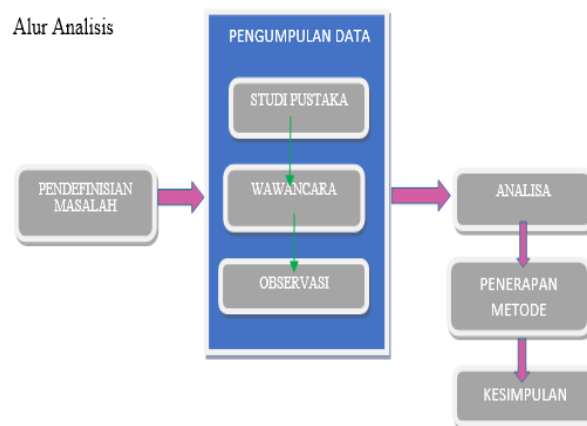 Alur Analisis
PENDEFINISIAN
MASALAH
PENGUMPULAN DATA
STUDI PUSTAKA
WAWANCARA
OBSERVASI
ANALISA
PENERAPAN
METODE
KESIMPULAN